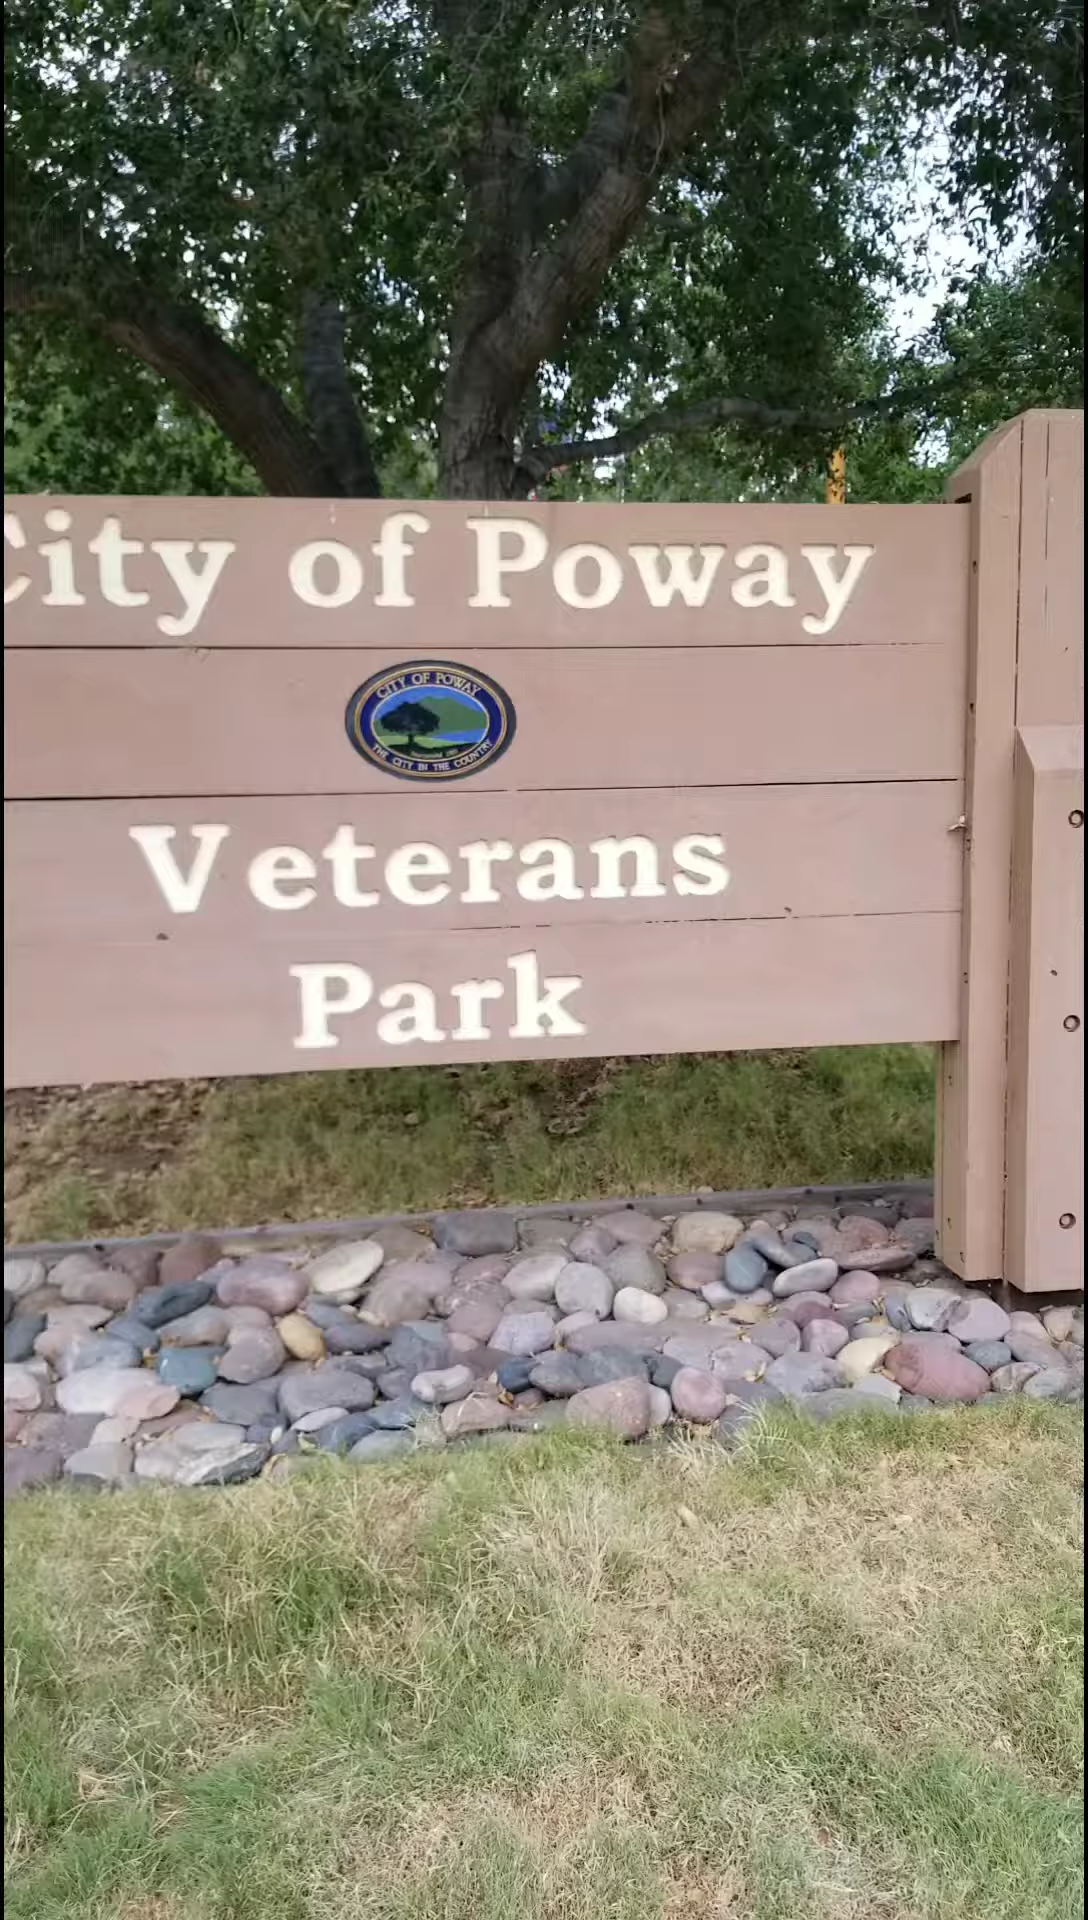 City of Poway
CITY OF POWAY
THE CITY IN THE COUNTRY
Veterans
Park